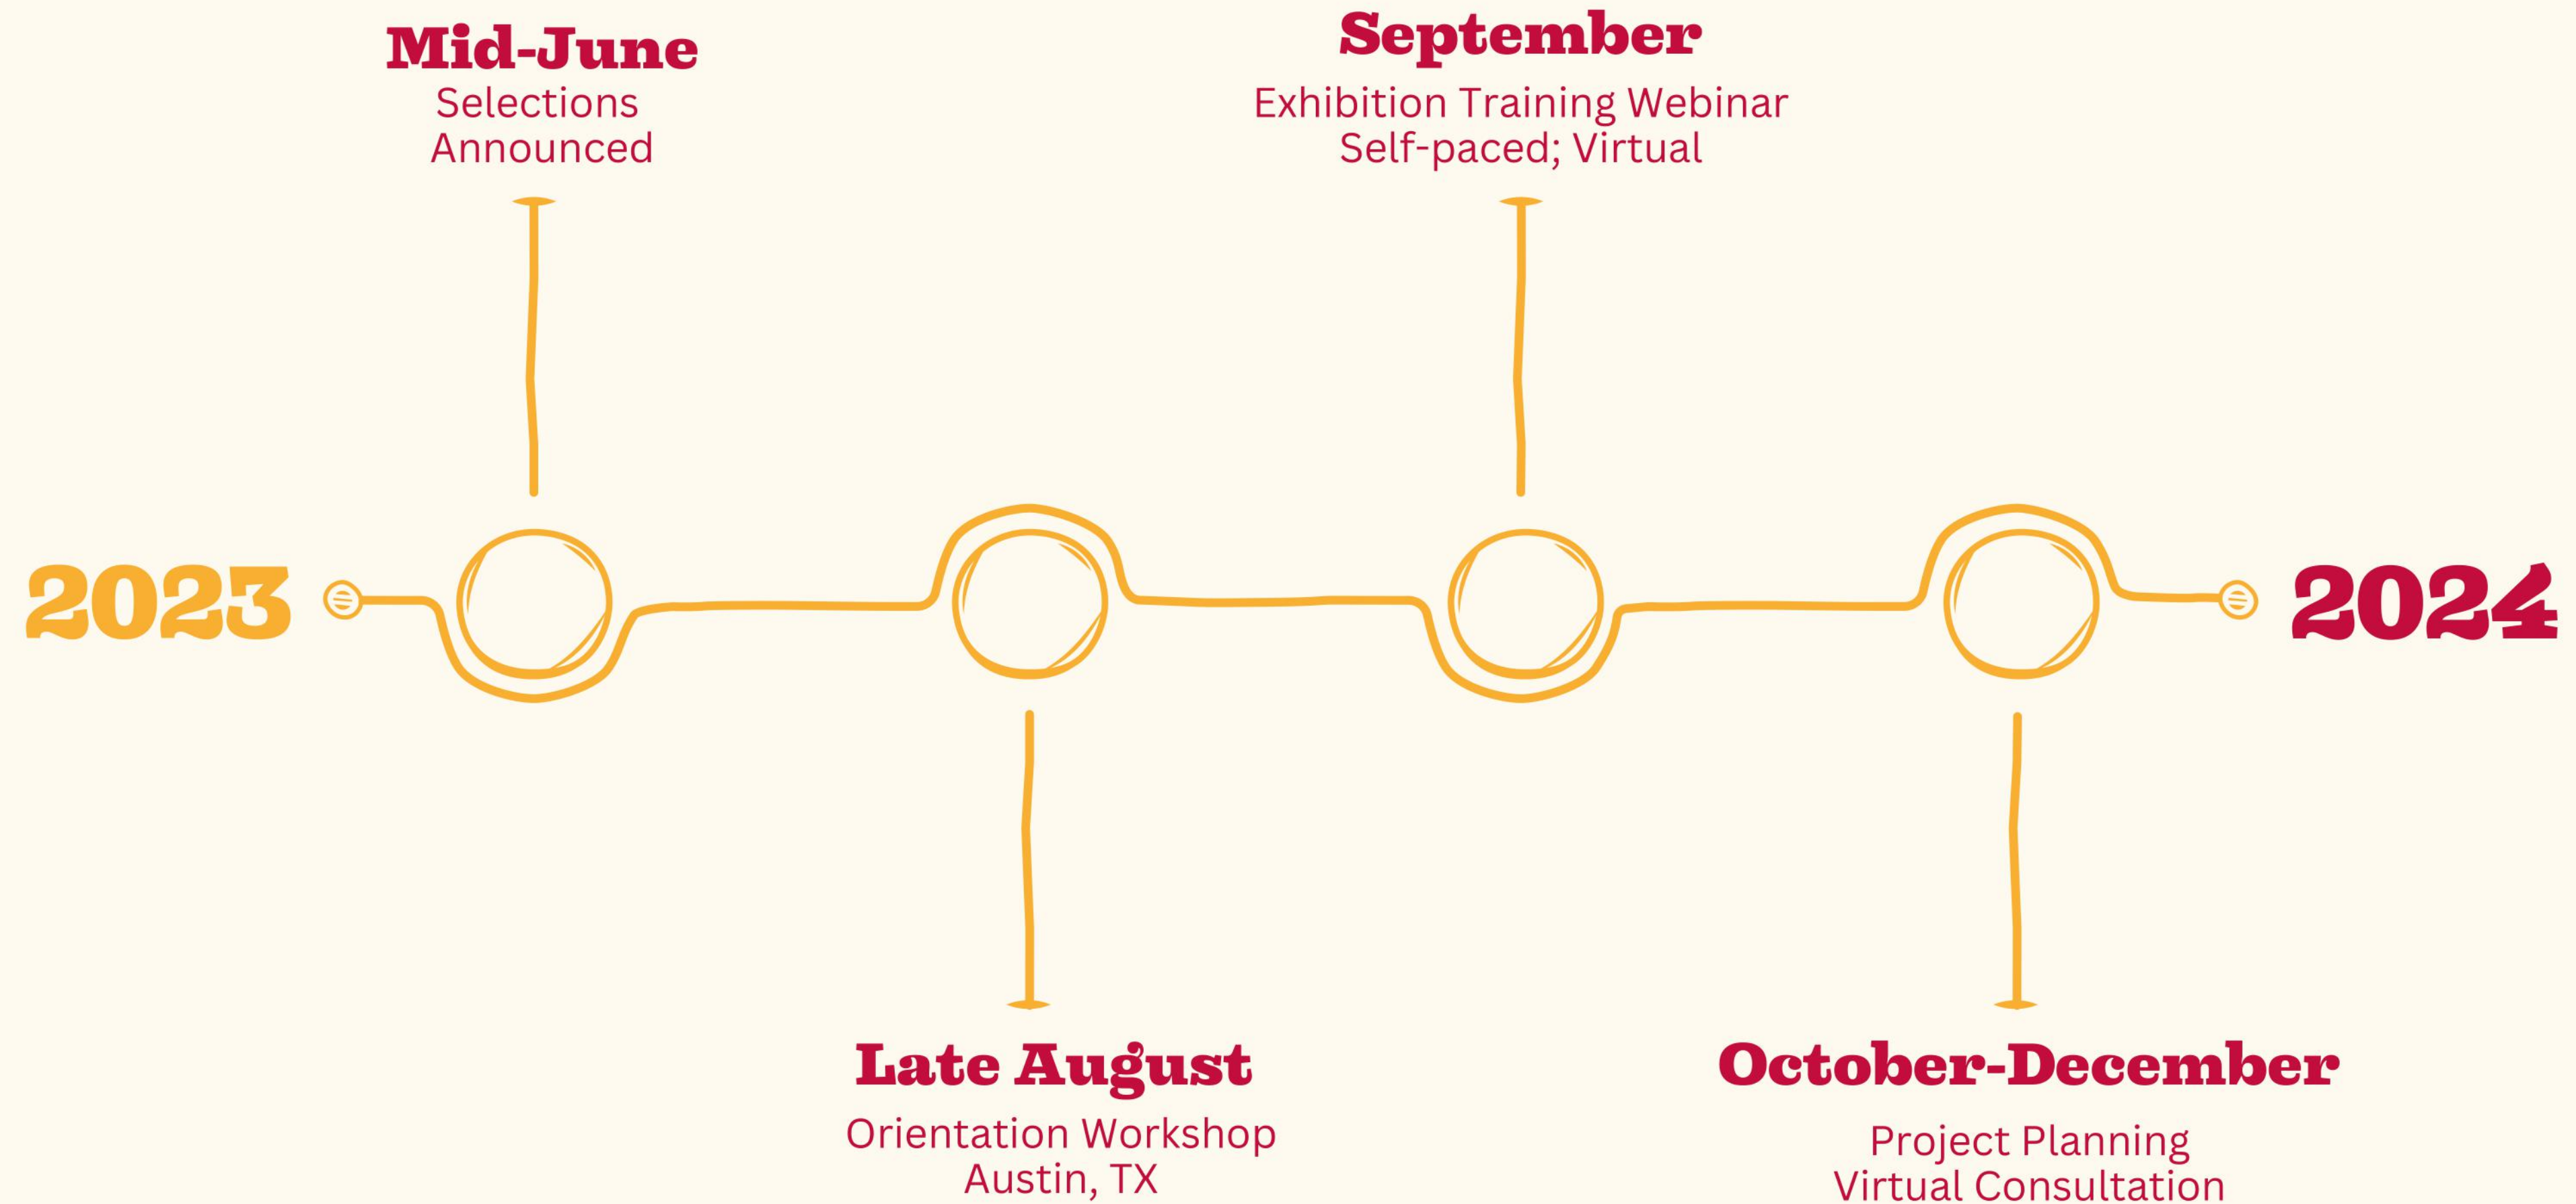 Mid-June
Selections
Announced
September
Exhibition Training Webinar
Self-paced; Virtual
2023
2024
Late August
Orientation Workshop
Austin, TX
October-December
Project Planning
Virtual Consultation